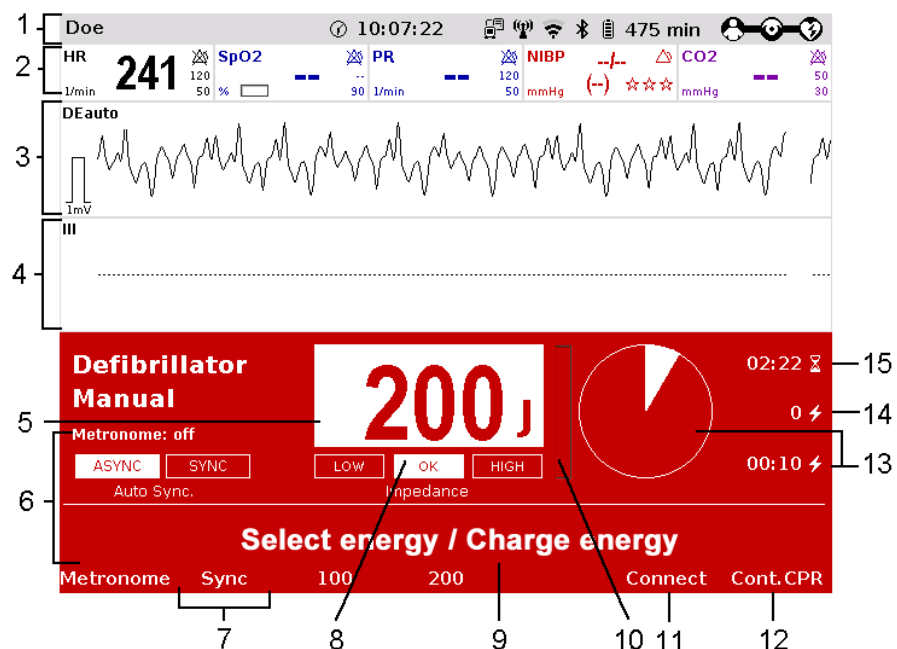 1 Doe 10:07:22 475 min
2 HR 241 120 50 1/min SpO2 -- -- 90 % PR -- 120 50 1/min NIBP --/-- (--) mmHg CO2 -- 50 30 mmHg
DEauto
3
1mV
III
4
Defibrillator
Manual
200 J
02:22 15
0 14
5
Metronome: off
13
ASYNC SYNC LOW OK HIGH 00:10
Auto Sync. Impedance
6
Select energy / Charge energy
Metronome Sync 100 200 Connect Cont.CPR
7 8 9 10 11 12